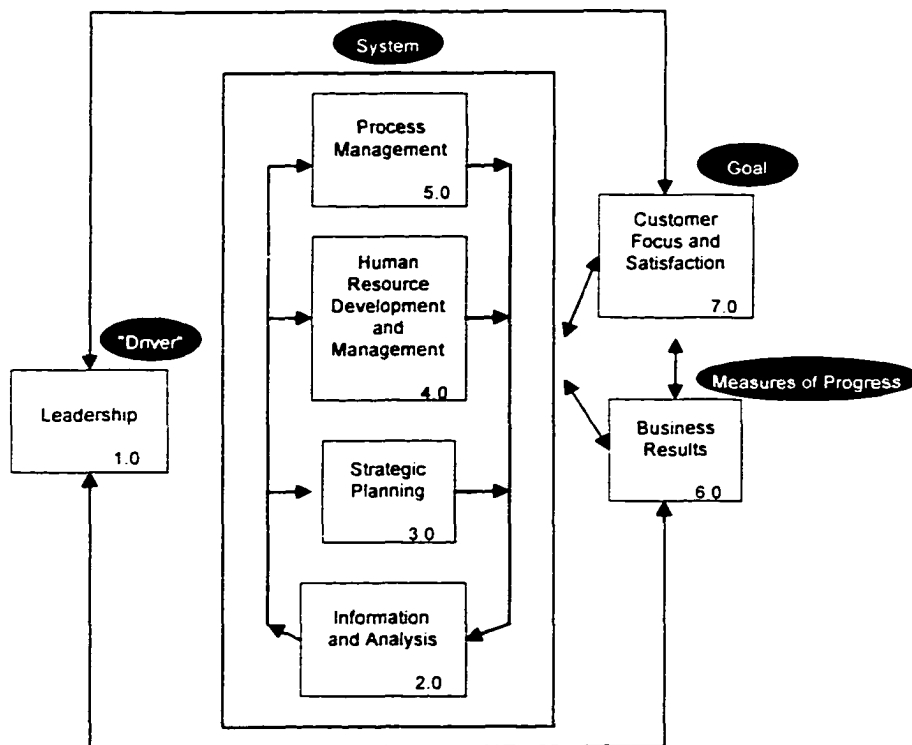 System
Process
Management
5.0
Goal
Customer
Focus and
Satisfaction
7.0
Human
Resource
Development
and
Management
4.0
"Driver"
Leadership
1.0
Measures of Progress
Business
Results
6.0
Strategic
Planning
3.0
Information
and Analysis
2.0